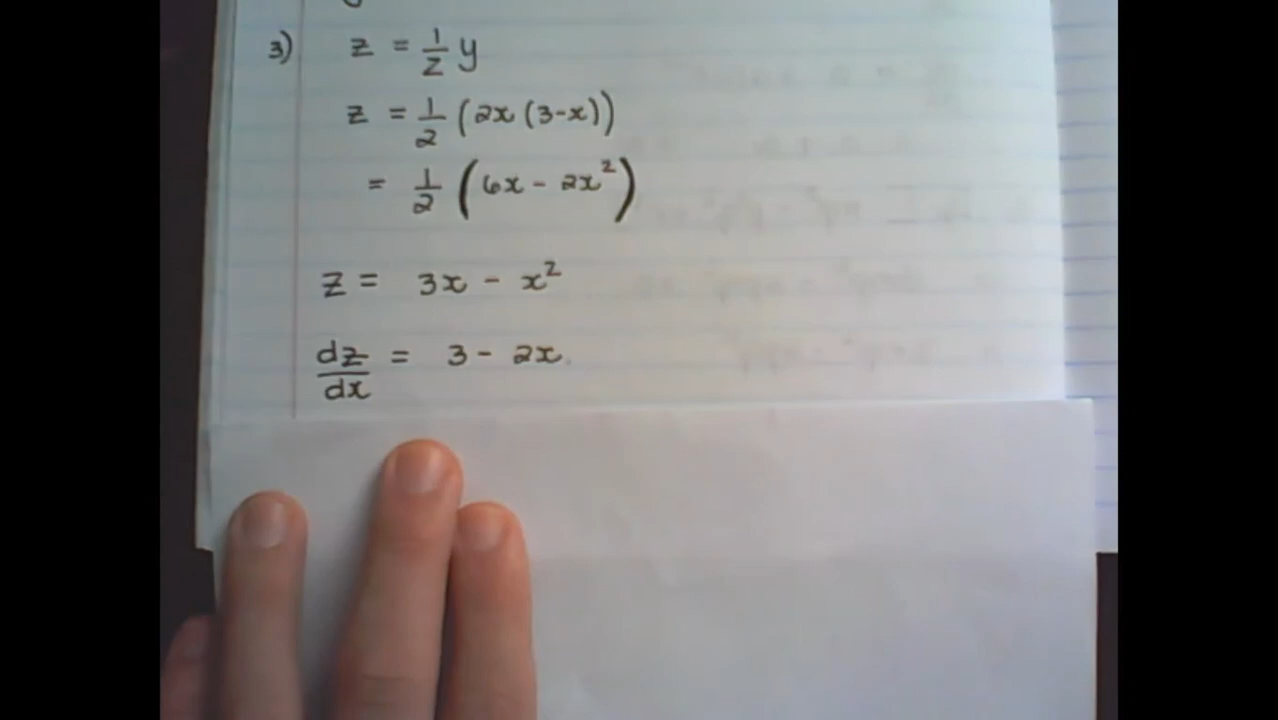 3) z = 1/2 y
z = 1/2 (2x (3-x))
= 1/2 (6x - 2x²)
z = 3x - x²
dz/dx = 3 - 2x.